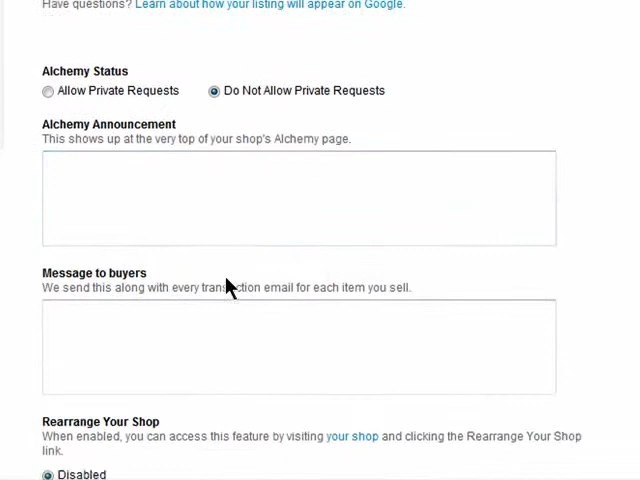 Have questions? Learn about how your listing will appear on Google.
Alchemy Status
Allow Private Requests Do Not Allow Private Requests
Alchemy Announcement
This shows up at the very top of your shop's Alchemy page.
Message to buyers
We send this along with every transaction email for each item you sell.
Rearrange Your Shop
When enabled, you can access this feature by visiting your shop and clicking the Rearrange Your Shop
link.
Disabled